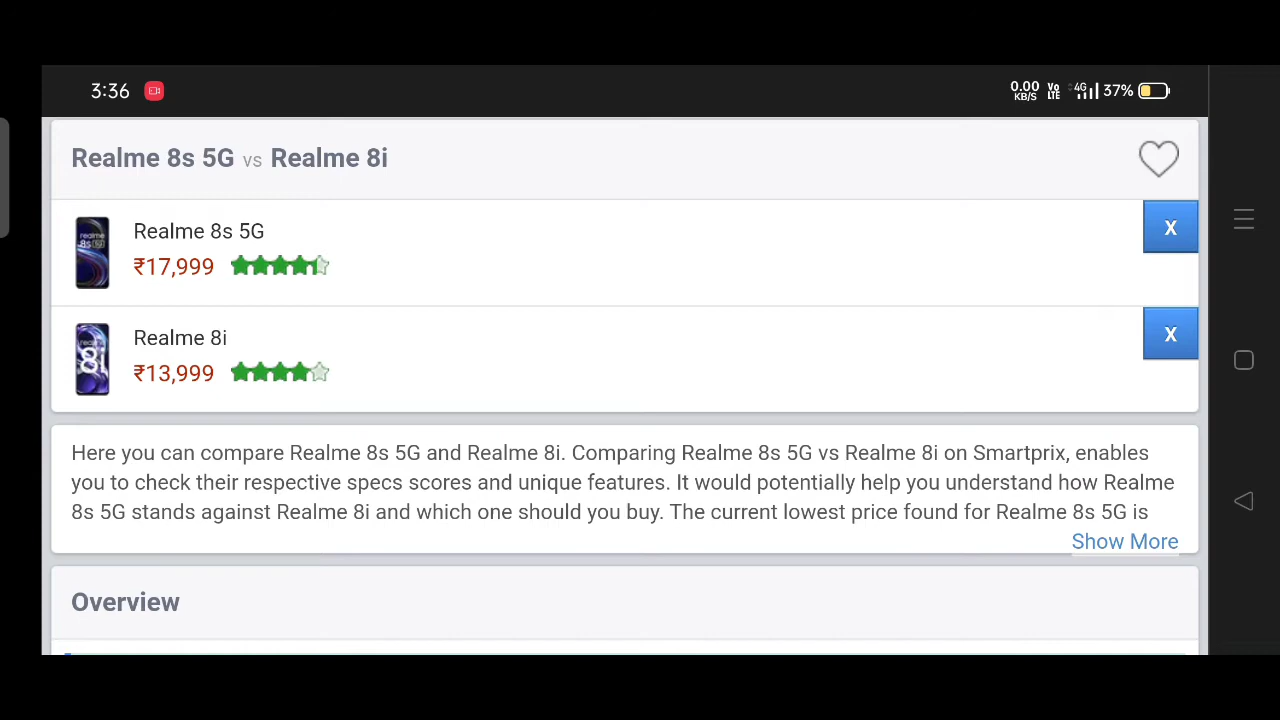 3:36
0.00 KB/S Vo LTE 4G 37%
Realme 8s 5G vs Realme 8i
Realme 8s 5G
₹17,999
X
Realme 8i
₹13,999
X
Here you can compare Realme 8s 5G and Realme 8i. Comparing Realme 8s 5G vs Realme 8i on Smartprix, enables
you to check their respective specs scores and unique features. It would potentially help you understand how Realme
8s 5G stands against Realme 8i and which one should you buy. The current lowest price found for Realme 8s 5G is
Show More
Overview